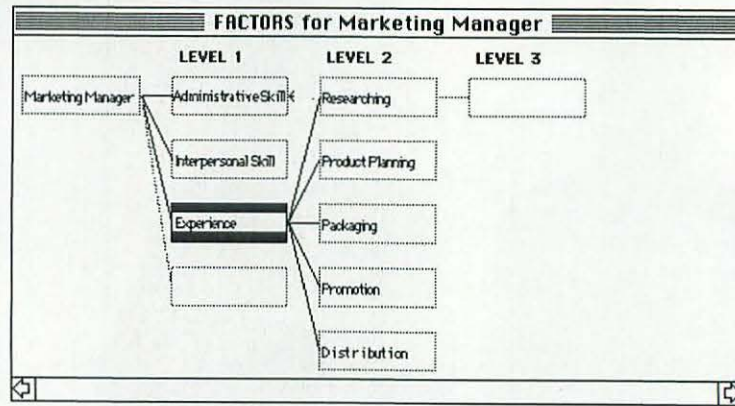 FACTORS for Marketing Manager
LEVEL 1 LEVEL 2 LEVEL 3
Marketing Manager Administrative Skill Researching
Interpersonal Skill Product Planning
Experience Packaging
Promotion
Distribution